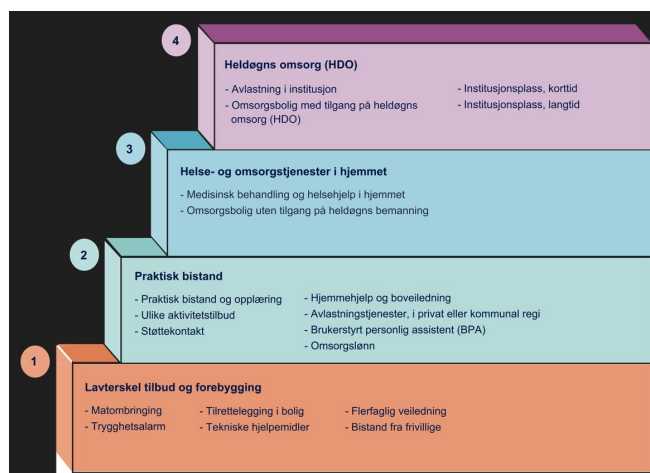 4
Heldøgns omsorg (HDO)
- Avlastning i institusjon
- Omsorgsbolig med tilgang på heldøgns
omsorg (HDO)
- Institusjonsplass, korttid
- Institusjonsplass, langtid
3
Helse- og omsorgstjenester i hjemmet
- Medisinsk behandling og helsehjelp i hjemmet
- Omsorgsbolig uten tilgang på heldøgns bemanning
2
Praktisk bistand
- Praktisk bistand og opplæring
- Ulike aktivitetstilbud
- Støttekontakt
- Hjemmehjelp og boveiledning
- Avlastningstjenester, i privat eller kommunal regi
- Brukerstyrt personlig assistent (BPA)
- Omsorgslønn
1
Lavterskel tilbud og forebygging
- Matombringing
- Trygghetsalarm
- Tilrettelegging i bolig
- Tekniske hjelpemidler
- Flerfaglig veiledning
- Bistand fra frivillige